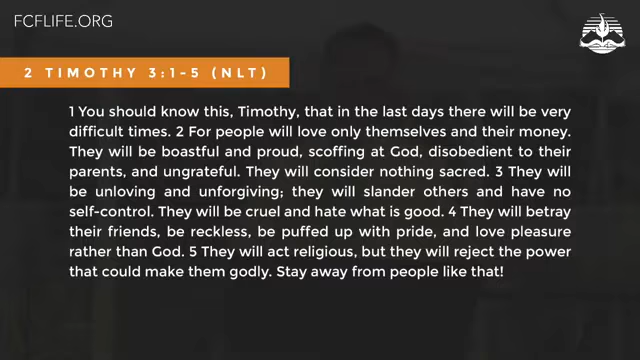 FCFLIFE.ORG
2 TIMOTHY 3:1-5 (NLT)
1 You should know this, Timothy, that in the last days there will be very
difficult times. 2 For people will love only themselves and their money.
They will be boastful and proud, scoffing at God, disobedient to their
parents, and ungrateful. They will consider nothing sacred. 3 They will
be unloving and unforgiving; they will slander others and have no
self-control. They will be cruel and hate what is good. 4 They will betray
their friends, be reckless, be puffed up with pride, and love pleasure
rather than God. 5 They will act religious, but they will reject the power
that could make them godly. Stay away from people like that!